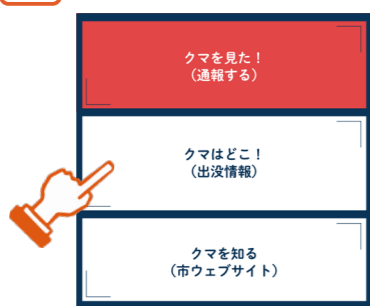 クマを見た！
（通報する）
クマはどこ！
（出没情報）
クマを知る
（市ウェブサイト）